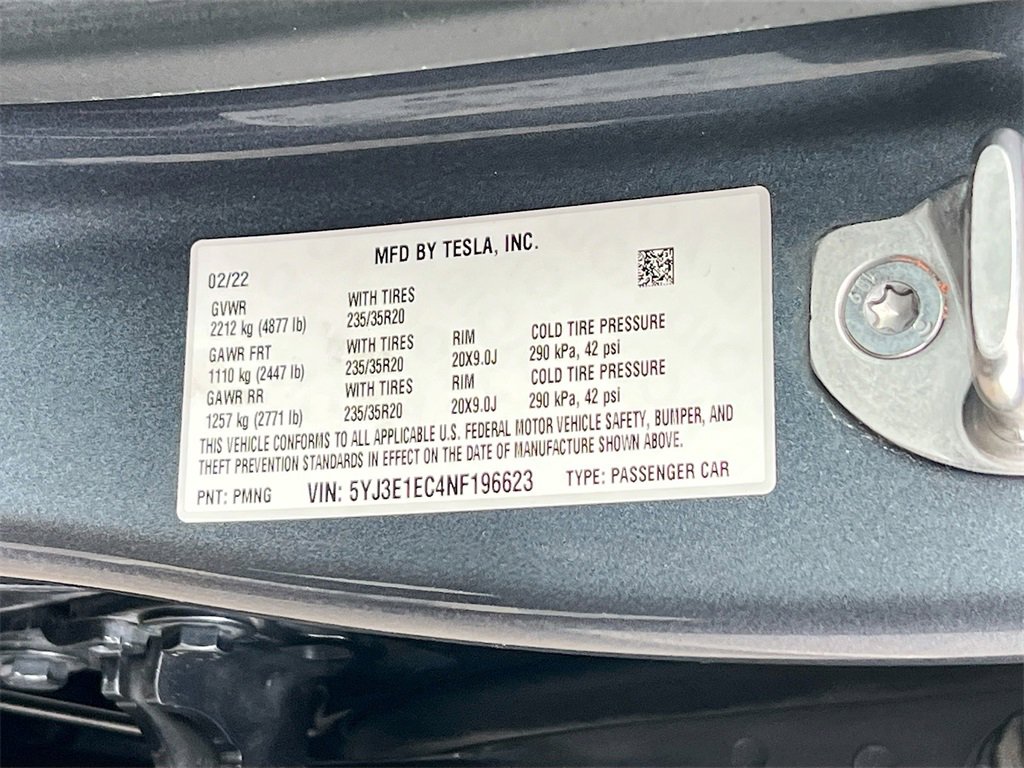 MFD BY TESLA, INC.
02/22
GVWR WITH TIRES
2212 kg (4877 lb) 235/35R20
GAWR FRT WITH TIRES RIM COLD TIRE PRESSURE
1110 kg (2447 lb) 235/35R20 20X9.0J 290 kPa, 42 psi
GAWR RR WITH TIRES RIM COLD TIRE PRESSURE
1257 kg (2771 lb) 235/35R20 20X9.0J 290 kPa, 42 psi
THIS VEHICLE CONFORMS TO ALL APPLICABLE U.S. FEDERAL MOTOR VEHICLE SAFETY, BUMPER, AND
THEFT PREVENTION STANDARDS IN EFFECT ON THE DATE OF MANUFACTURE SHOWN ABOVE.
PNT: PMNG VIN: 5YJ3E1EC4NF196623 TYPE: PASSENGER CAR